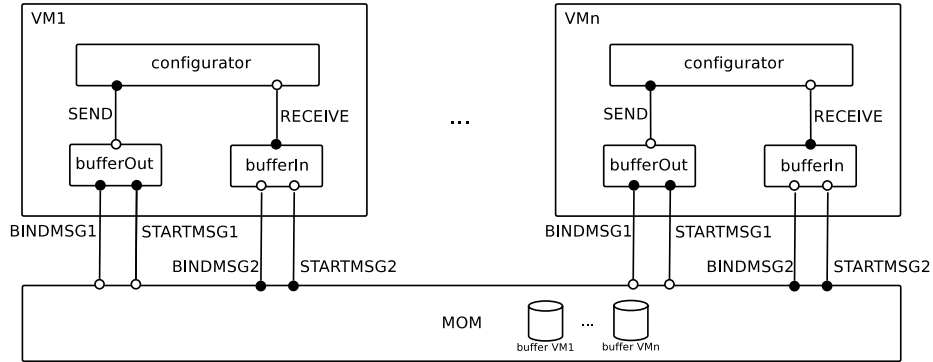 VM1
VMn
configurator
configurator
SEND
RECEIVE
...
SEND
RECEIVE
bufferOut
bufferIn
bufferOut
bufferIn
BINDMSG1
STARTMSG1
BINDMSG1
STARTMSG1
BINDMSG2
STARTMSG2
BINDMSG2
STARTMSG2
MOM
...
buffer VM1
buffer VMn